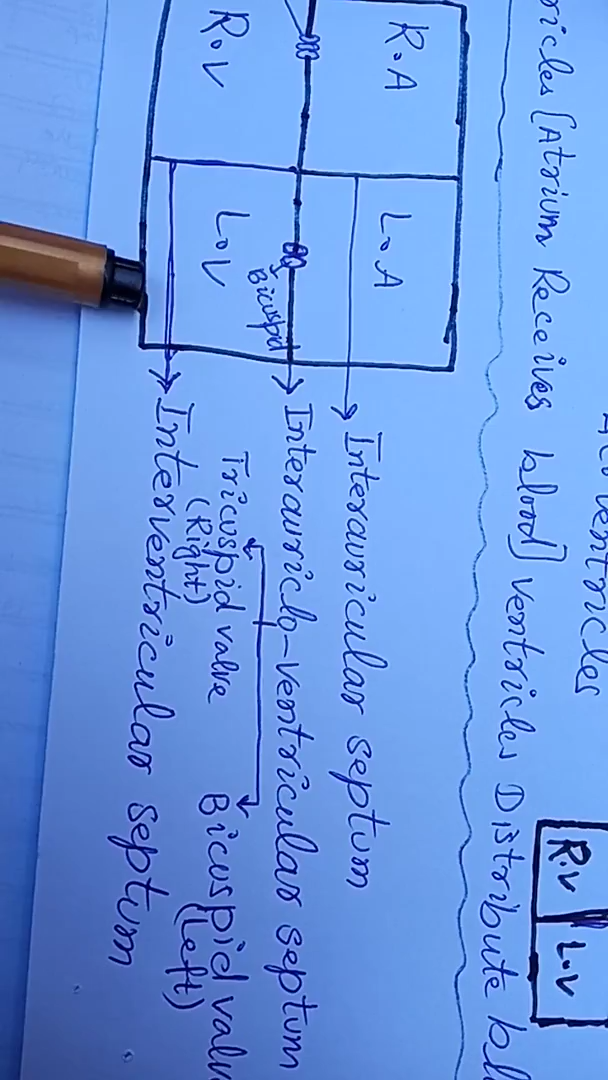 Ventricles
ricles [Atrium Receives blood] Ventricles Distribute
R.V L.V
R.A L.A
R.V L.V
Bicuspid
Interauricular septum
Interauriclo-ventricular septum
Tricuspid valve Bicuspid valv
(Right) (Left)
Interventricular septum